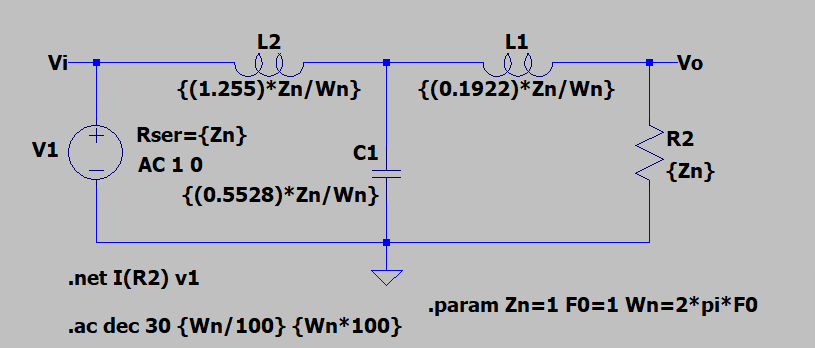 L2
L1
Vi
Vo
{(1.255)*Zn/Wn}
{(0.1922)*Zn/Wn}
Rser={Zn}
R2
V1
C1
AC 1 0
{Zn}
{(0.5528)*Zn/Wn}
.net I(R2) v1
.param Zn=1 F0=1 Wn=2*pi*F0
.ac dec 30 {Wn/100} {Wn*100}